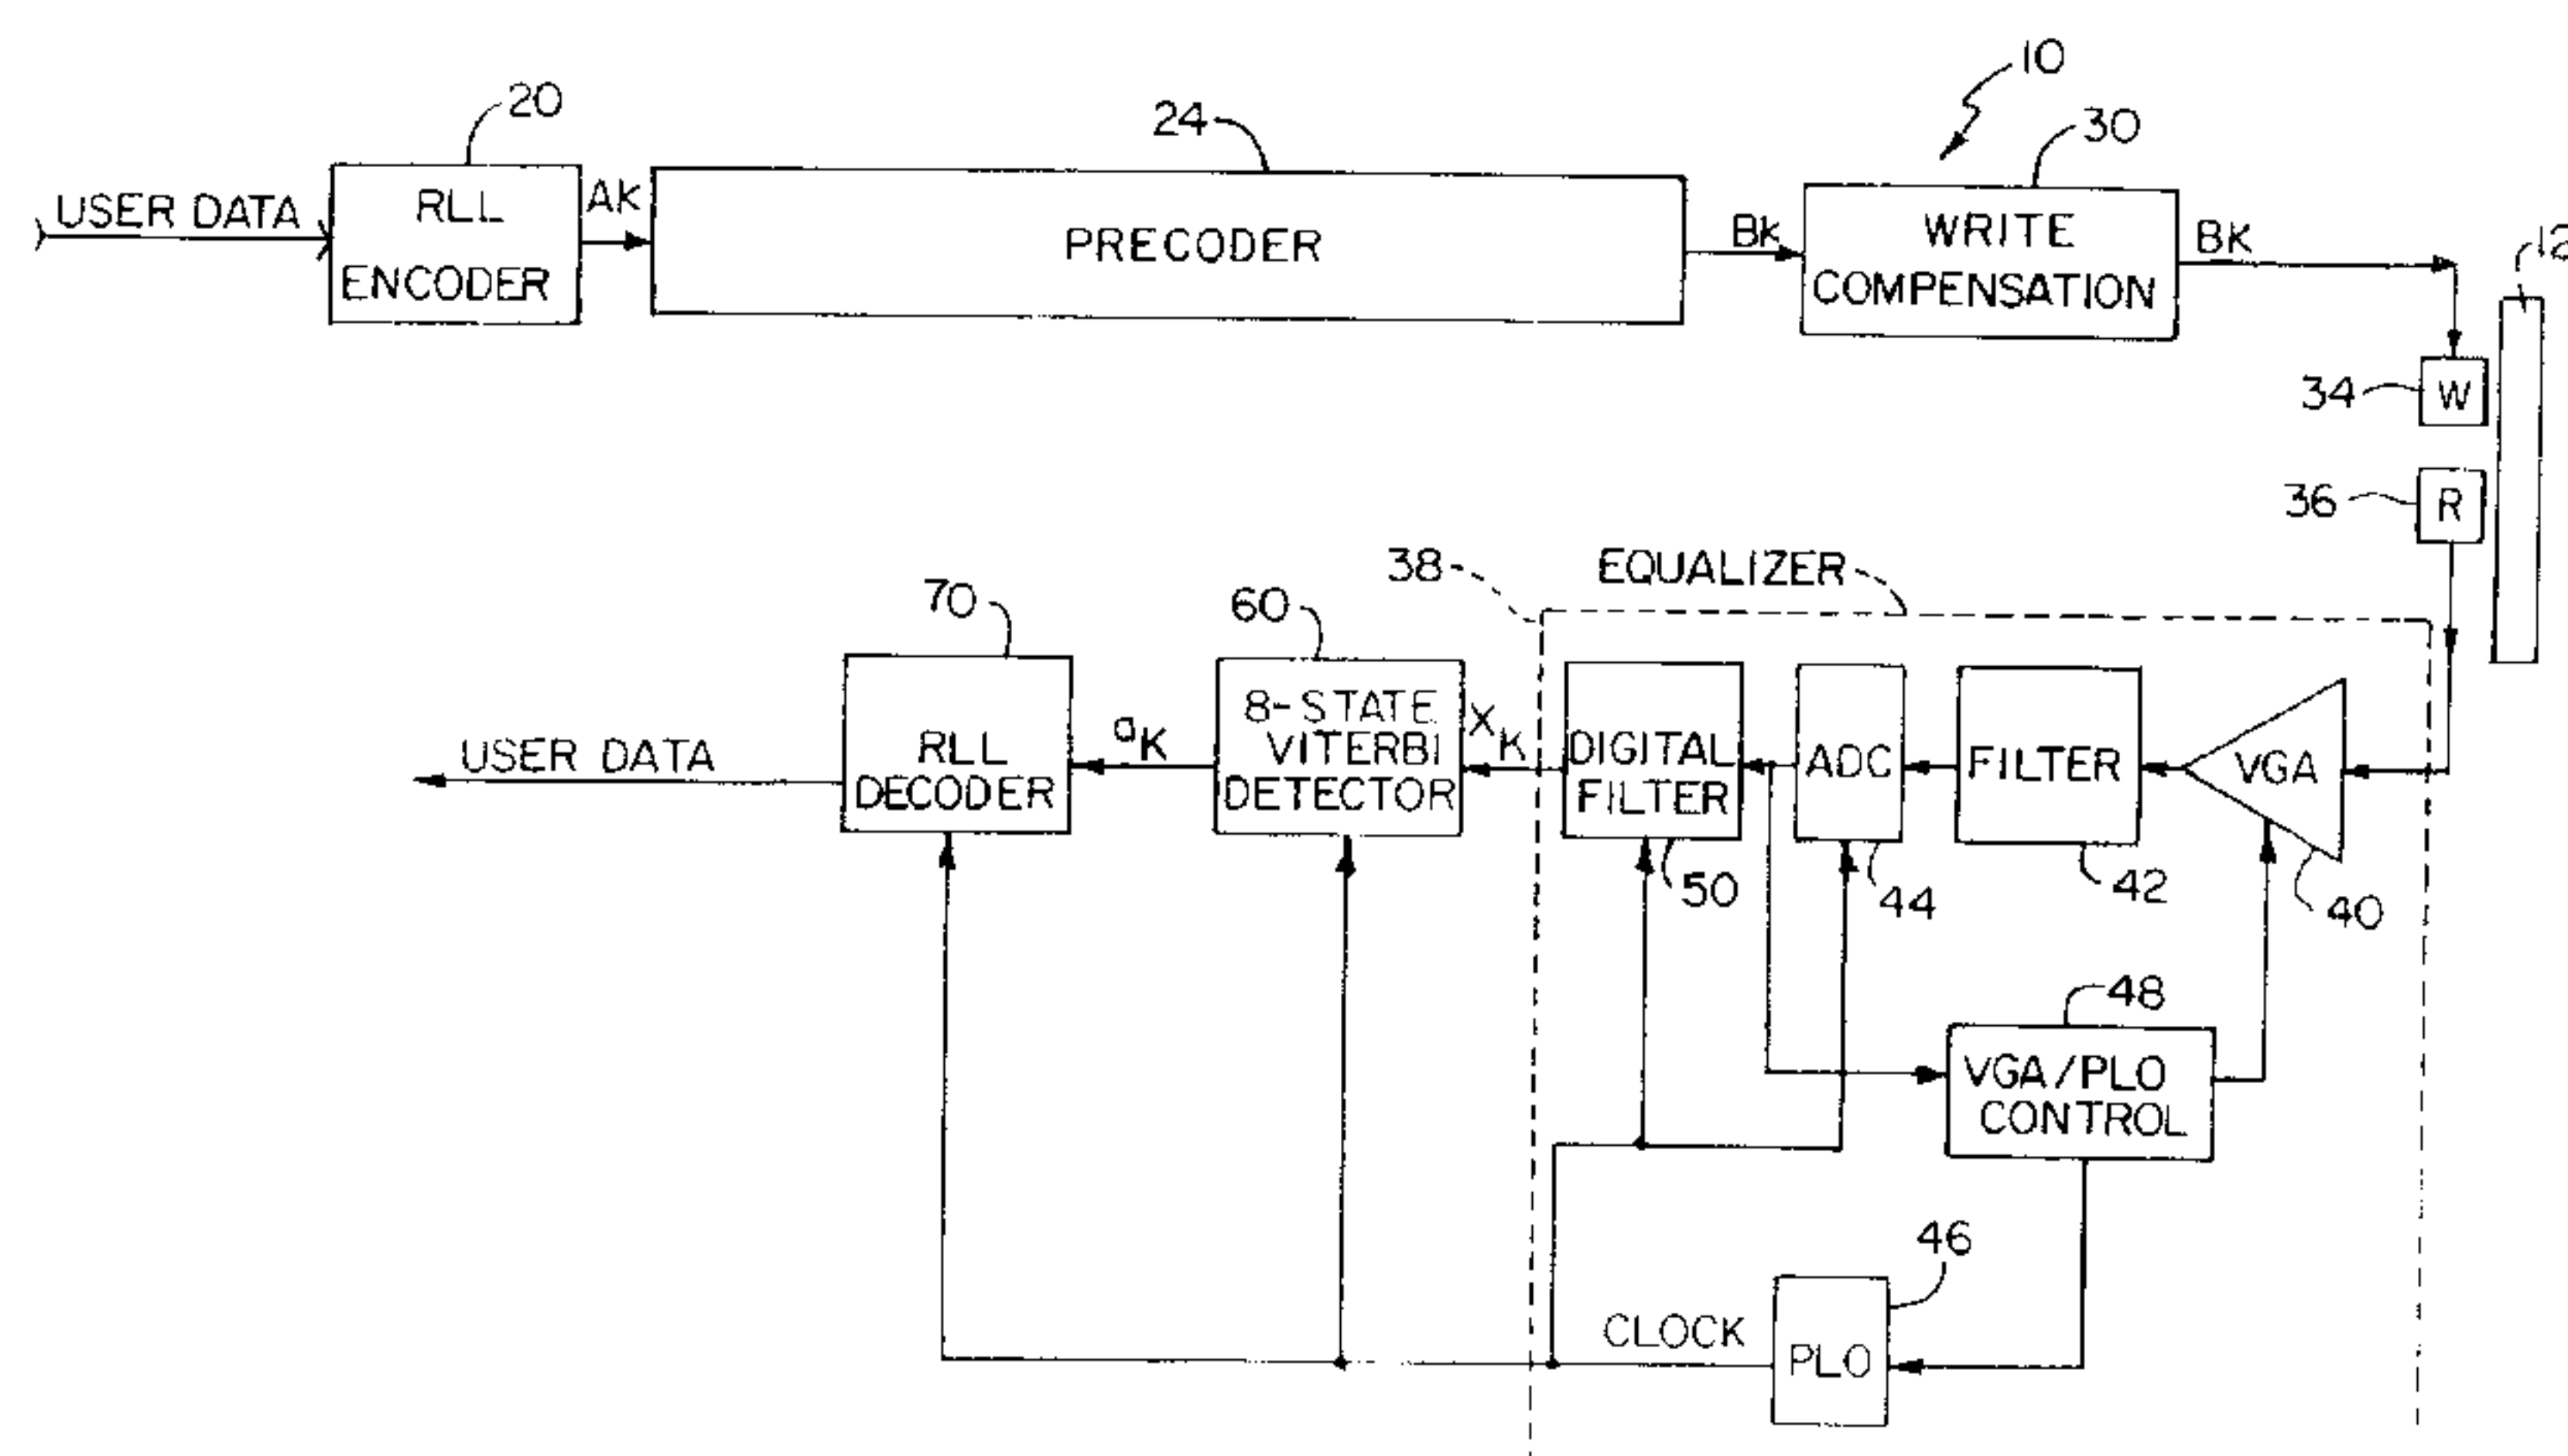 10
20
24
30
USER DATA
RLL
ENCODER
AK
PRECODER
BK
WRITE
COMPENSATION
BK
12
34
W
36
R
38
EQUALIZER
70
60
USER DATA
RLL
DECODER
aK
8-STATE
VITERBI
DETECTOR
XK
DIGITAL
FILTER
ADC
FILTER
VGA
50
44
42
40
48
VGA/PLO
CONTROL
46
CLOCK
PLO